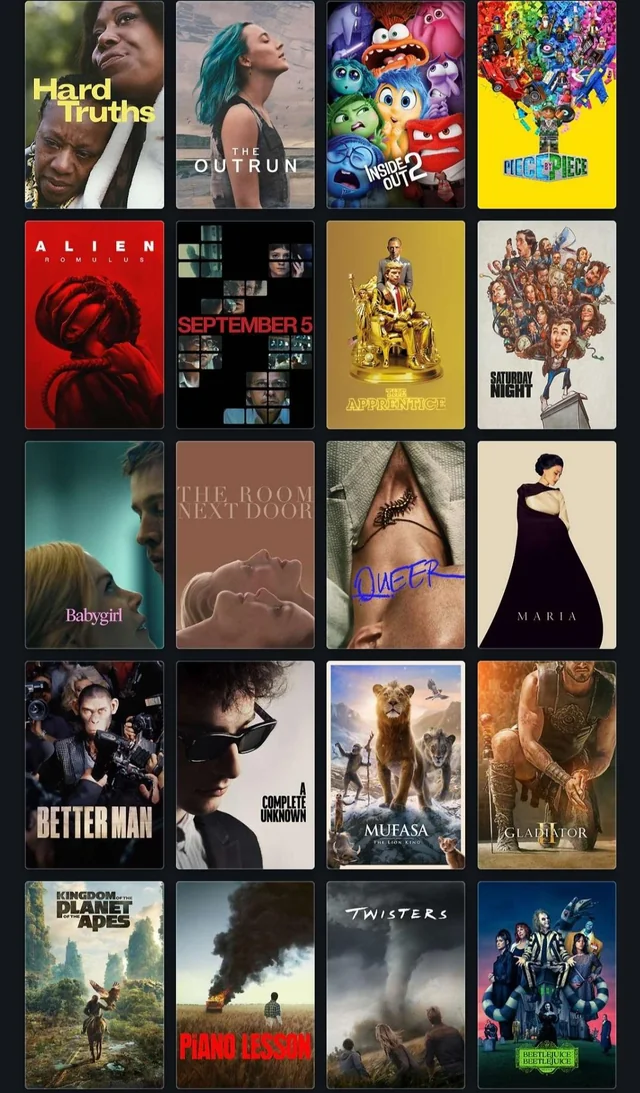 Hard
Truths
THE
OUTRUN
INSIDE
OUT 2
PIECE BY PIECE
ALIEN
ROMULUS
SEPTEMBER 5
THE
APPRENTICE
SATURDAY
NIGHT
Babygirl
THE ROOM
NEXT DOOR
QUEER
MARIA
BETTER MAN
A
COMPLETE
UNKNOWN
MUFASA
THE LION KING
II
GLADIATOR
KINGDOM OF THE
PLANET
OF THE
APES
PIANO LESSON
TWISTERS
BEETLEJUICE
BEETLEJUICE